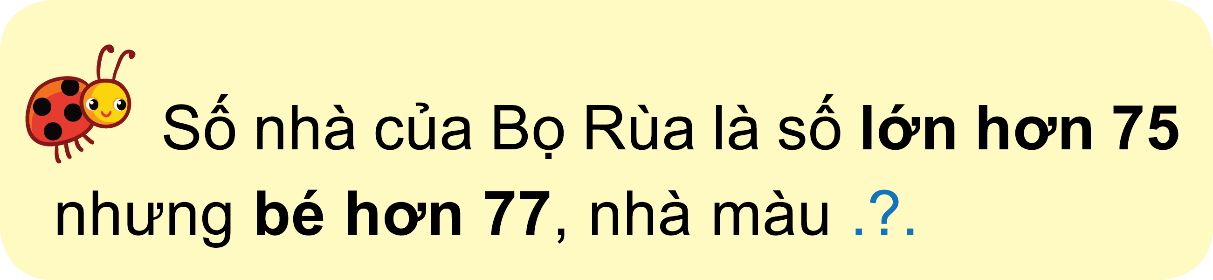 Số nhà của Bọ Rùa là số lớn hơn 75
nhưng bé hơn 77, nhà màu .?.